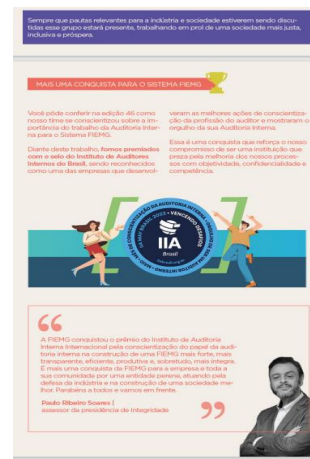 Sempre que pautas relevantes para a indústria e sociedade estiverem sendo discu-
tidas esse grupo estará presente, trabalhando em prol de uma sociedade mais justa,
inclusiva e próspera.
MAIS UMA CONQUISTA PARA O SISTEMA FIEMG
Você pôde conferir na edição 46 como
nosso time se conscientizou sobre a im-
portância do trabalho da Auditoria Inter-
na para o Sistema FIEMG.
Diante deste trabalho, fomos premiados
com o selo do Instituto de Auditores
Internos do Brasil, sendo reconhecidos
como uma das empresas que desenvol-
veram as melhores ações de conscientiza-
ção da profissão do auditor e mostraram o
orgulho da sua Auditoria Interna.
Essa é uma conquista que reforça o nosso
compromisso de ser uma instituição que
preza pela melhoria dos nossos proces-
sos com objetividade, confidencialidade e
competência.
IIA
Brasil
A FIEMG conquistou o prêmio do Instituto de Auditoria
Interna Internacional pela conscientização do papel da audi-
toria interna na construção de uma FIEMG mais forte, mais
transparente, eficiente, produtiva e, sobretudo, mais íntegra.
É mais uma conquista da FIEMG para a empresa e toda a
sua comunidade por uma entidade perene, atuando pela
defesa da indústria e na construção de uma sociedade me-
lhor. Parabéns a todos e vamos em frente.
Paulo Ribeiro Soares |
assessor da presidência de Integridade